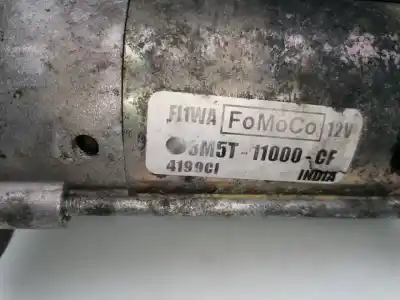 FI1WA FoMoCo 12V
3M5T-11000-CF
4199CI INDIA